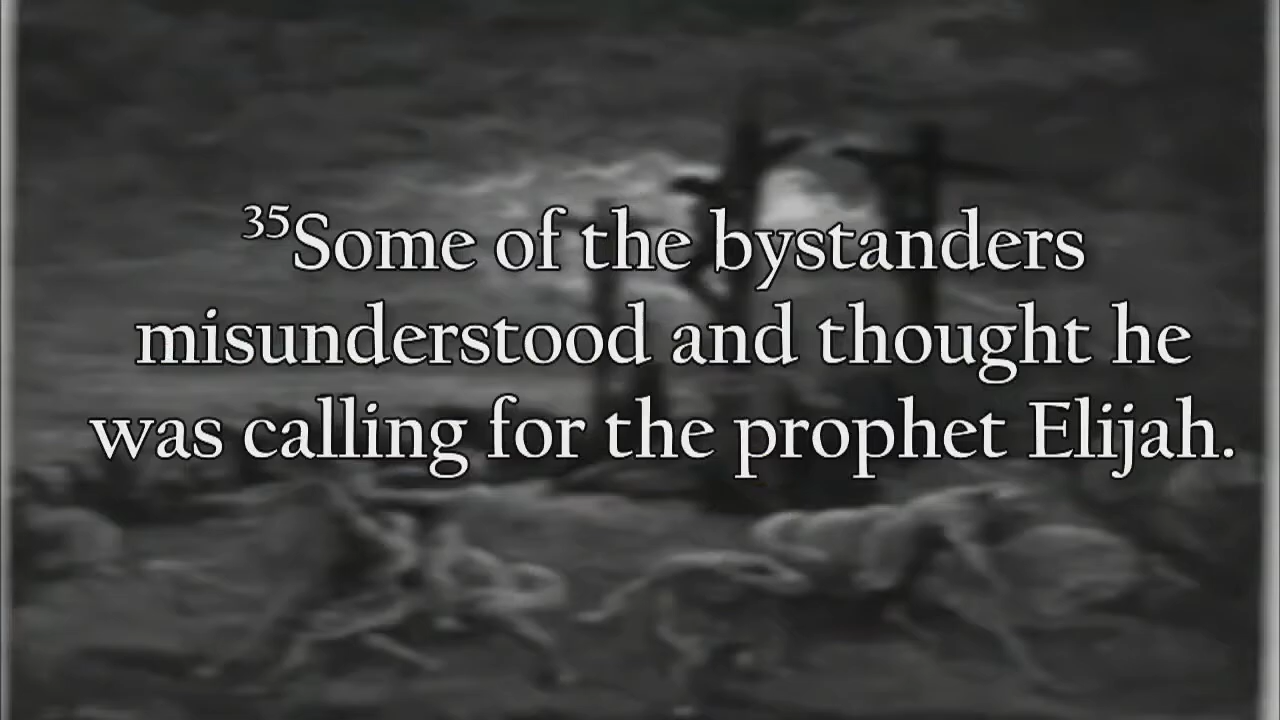 ³⁵Some of the bystanders
misunderstood and thought he
was calling for the prophet Elijah.